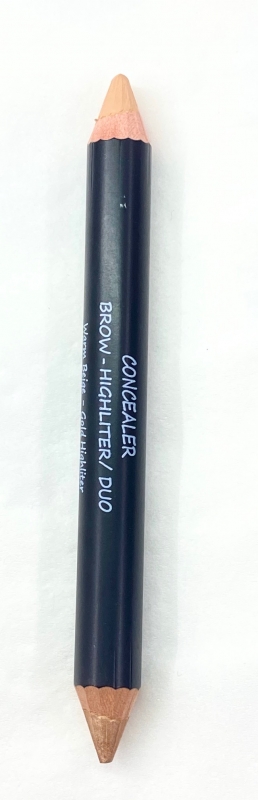 CONCEALER
BROW-HIGHLITER/ DUO
Warm Beige - Gold Highliter